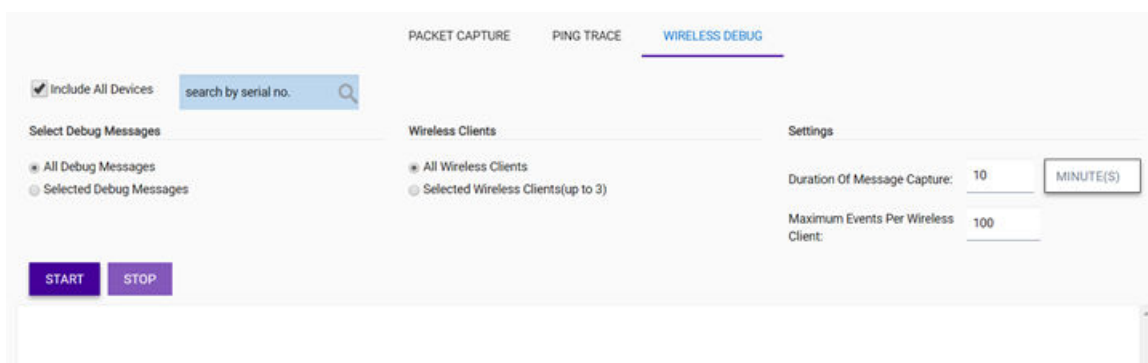 PACKET CAPTURE PING TRACE WIRELESS DEBUG
Include All Devices search by serial no.
Select Debug Messages Wireless Clients Settings
All Debug Messages All Wireless Clients
Selected Debug Messages Selected Wireless Clients(up to 3)
Duration Of Message Capture: 10 MINUTE(S)
Maximum Events Per Wireless
Client: 100
START STOP